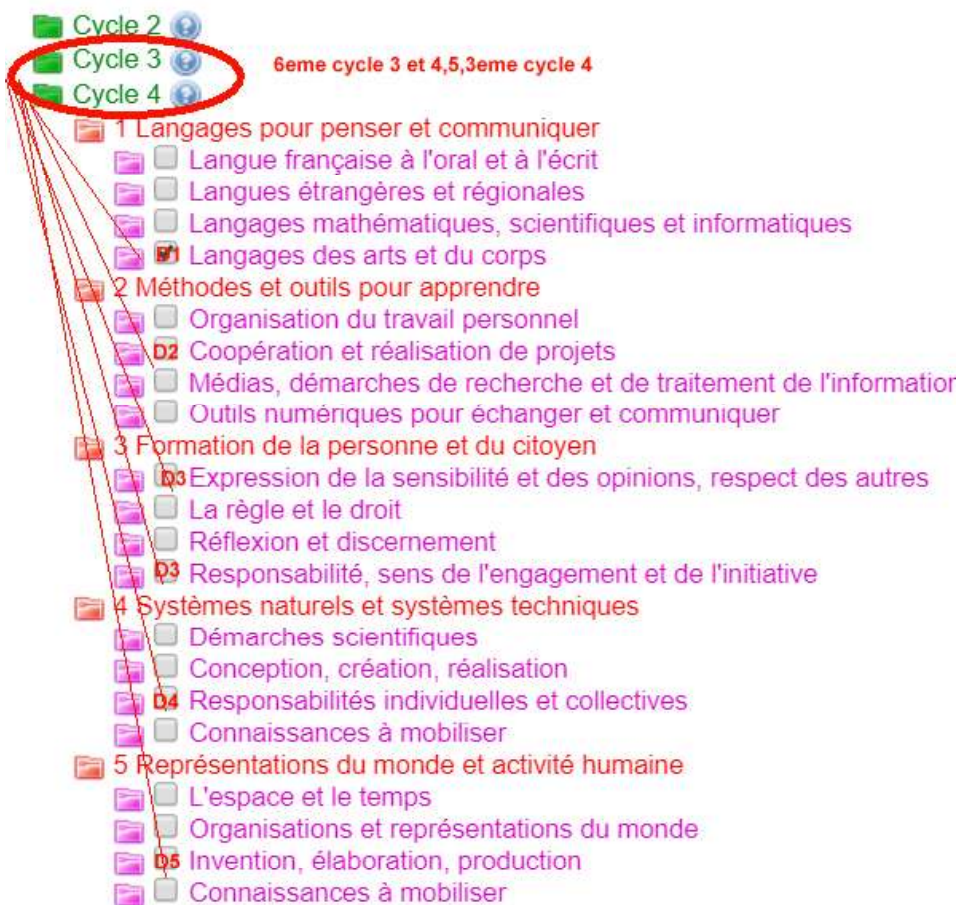 Cycle 2
Cycle 3
6eme cycle 3 et 4,5,3eme cycle 4
Cycle 4
1 Langages pour penser et communiquer
Langue française à l'oral et à l'écrit
Langues étrangères et régionales
Langages mathématiques, scientifiques et informatiques
Langages des arts et du corps
2 Méthodes et outils pour apprendre
Organisation du travail personnel
D2 Coopération et réalisation de projets
Médias, démarches de recherche et de traitement de l'information
Outils numériques pour échanger et communiquer
3 Formation de la personne et du citoyen
D3 Expression de la sensibilité et des opinions, respect des autres
La règle et le droit
Réflexion et discernement
D3 Responsabilité, sens de l'engagement et de l'initiative
4 Systèmes naturels et systèmes techniques
Démarches scientifiques
Conception, création, réalisation
D4 Responsabilités individuelles et collectives
Connaissances à mobiliser
5 Représentations du monde et activité humaine
L'espace et le temps
Organisations et représentations du monde
D5 Invention, élaboration, production
Connaissances à mobiliser